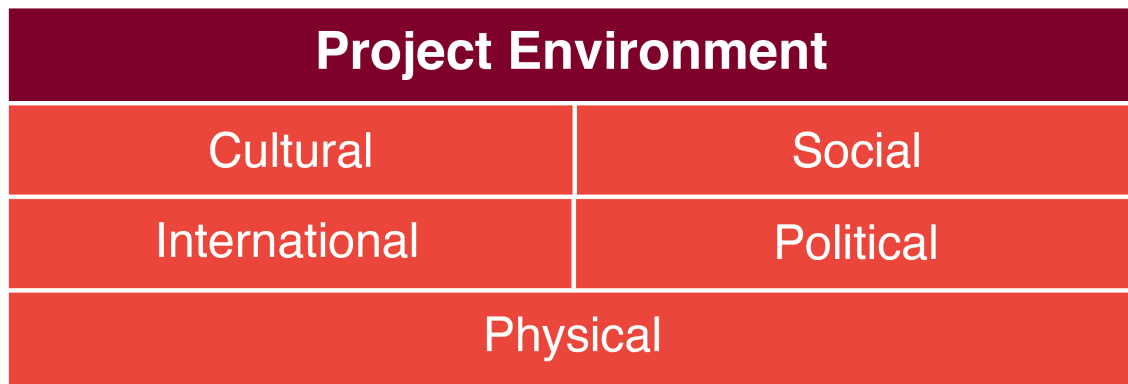 Project Environment
Cultural
Social
International
Political
Physical